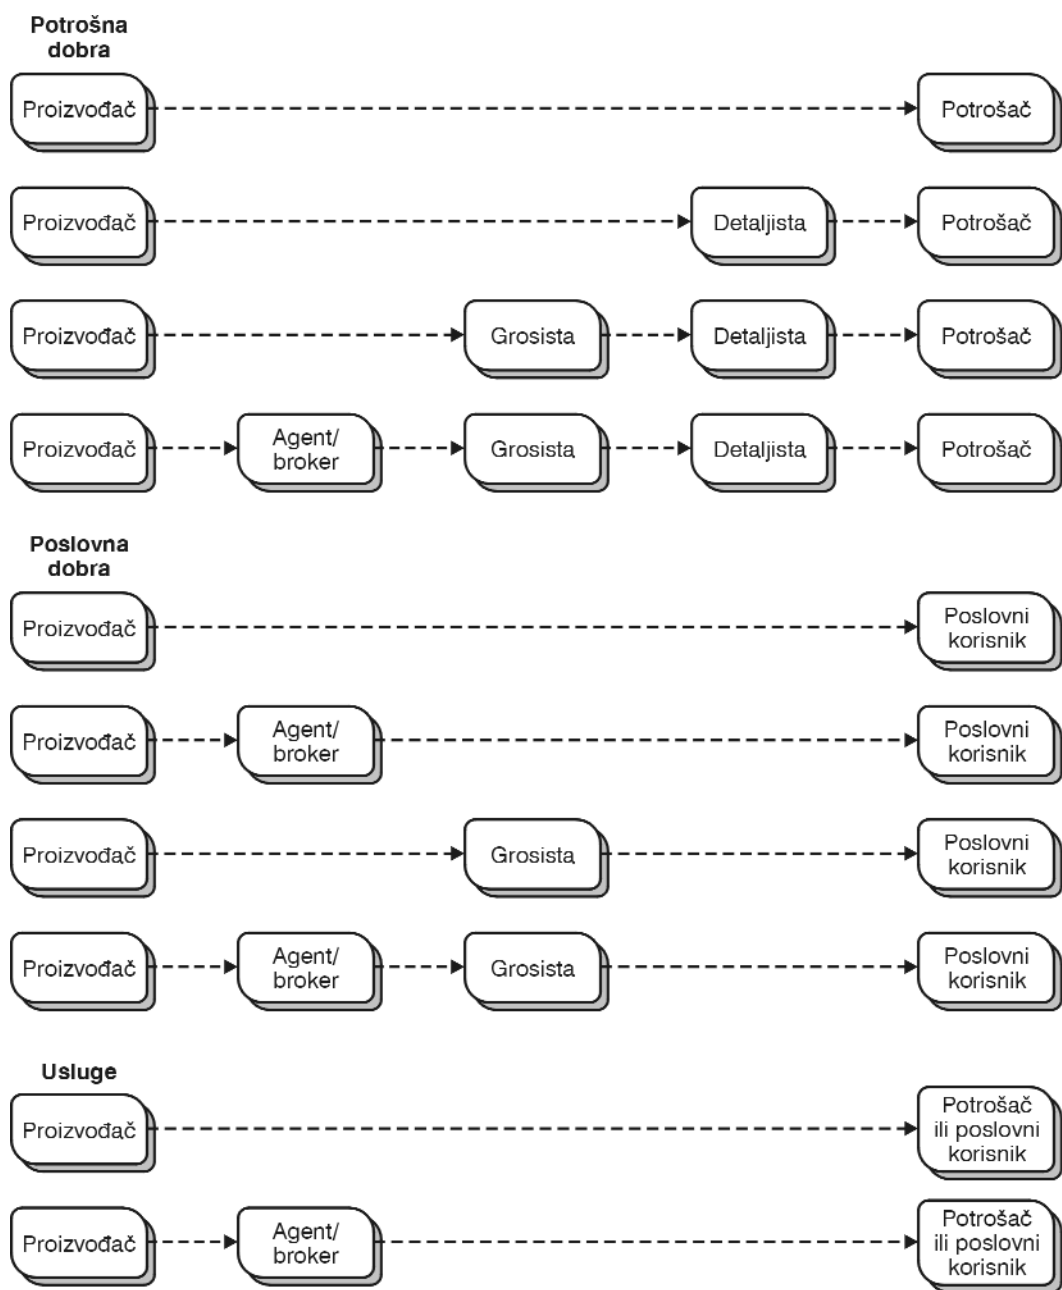 Potrošna
dobra
Proizvođač
Potrošač
Proizvođač
Detaljista
Potrošač
Proizvođač
Grosista
Detaljista
Potrošač
Proizvođač
Agent/
broker
Grosista
Detaljista
Potrošač
Poslovna
dobra
Proizvođač
Poslovni
korisnik
Proizvođač
Agent/
broker
Poslovni
korisnik
Proizvođač
Grosista
Poslovni
korisnik
Proizvođač
Agent/
broker
Grosista
Poslovni
korisnik
Usluge
Proizvođač
Potrošač
ili poslovni
korisnik
Proizvođač
Agent/
broker
Potrošač
ili poslovni
korisnik